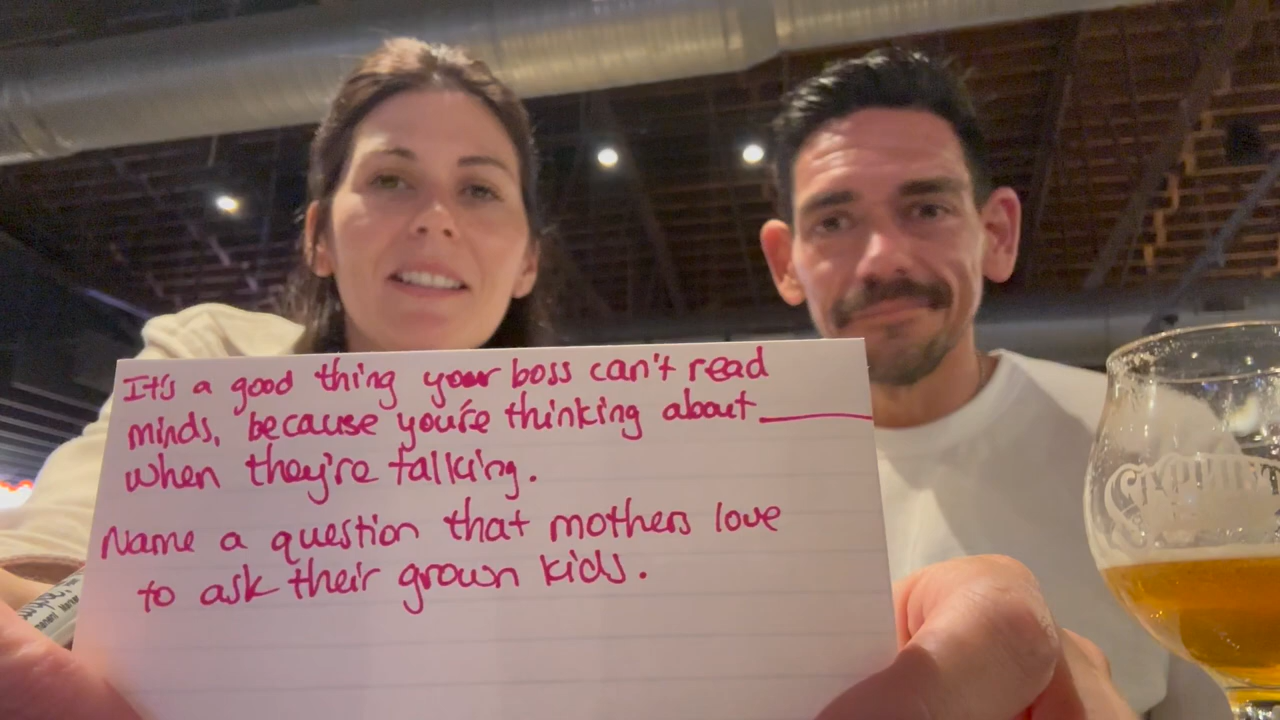 It's a good thing your boss can't read
minds, because you're thinking about ______
when they're talking.
Name a question that mothers love
to ask their grown kids.